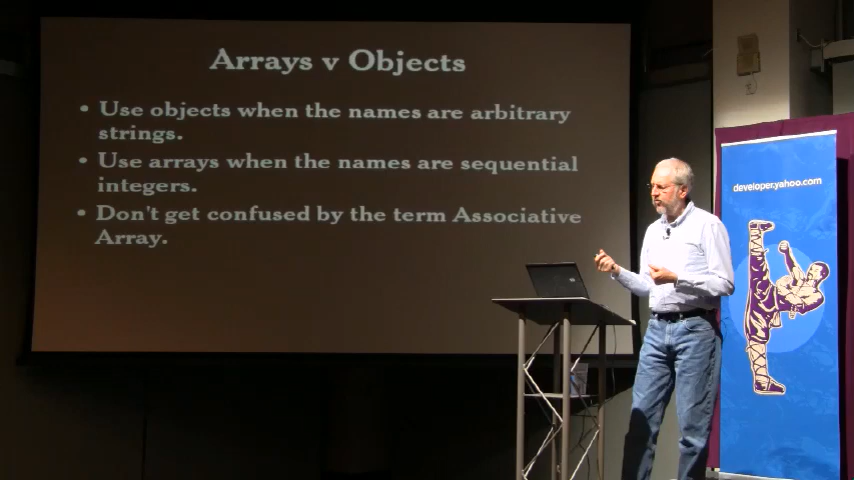 Arrays v Objects
• Use objects when the names are arbitrary
strings.
• Use arrays when the names are sequential
integers.
• Don't get confused by the term Associative
Array.
developer.yahoo.com